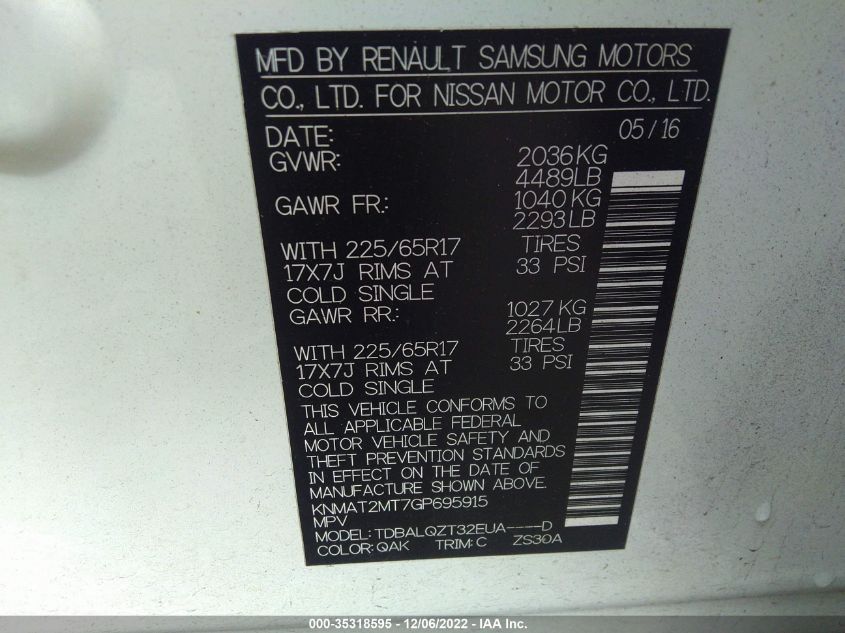 MFD BY RENAULT SAMSUNG MOTORS
CO., LTD. FOR NISSAN MOTOR CO., LTD.
DATE: 05/16
GVWR: 2036KG
4489LB
GAWR FR.: 1040KG
2293LB
WITH 225/65R17 TIRES
17X7J RIMS AT 33 PSI
COLD SINGLE
GAWR RR.: 1027KG
2264LB
WITH 225/65R17 TIRES
17X7J RIMS AT 33 PSI
COLD SINGLE
THIS VEHICLE CONFORMS TO
ALL APPLICABLE FEDERAL
MOTOR VEHICLE SAFETY AND
THEFT PREVENTION STANDARDS
IN EFFECT ON THE DATE OF
MANUFACTURE SHOWN ABOVE.
KNMAT2MT7GP695915
MPV
MODEL: TDBALQZT32EUA----D
COLOR: QAK TRIM: C ZS30A
000-35318595 - 12/06/2022 - IAA Inc.